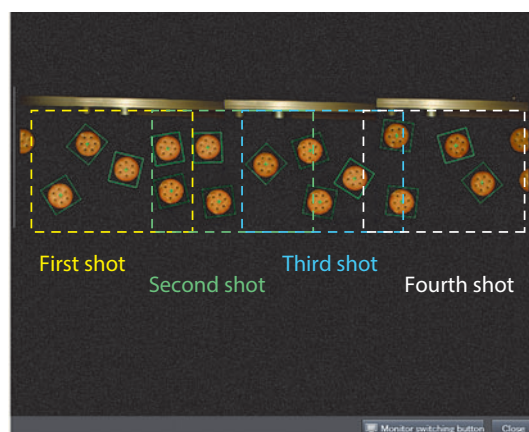 First shot
Second shot
Third shot
Fourth shot
Monitor switching button
Close